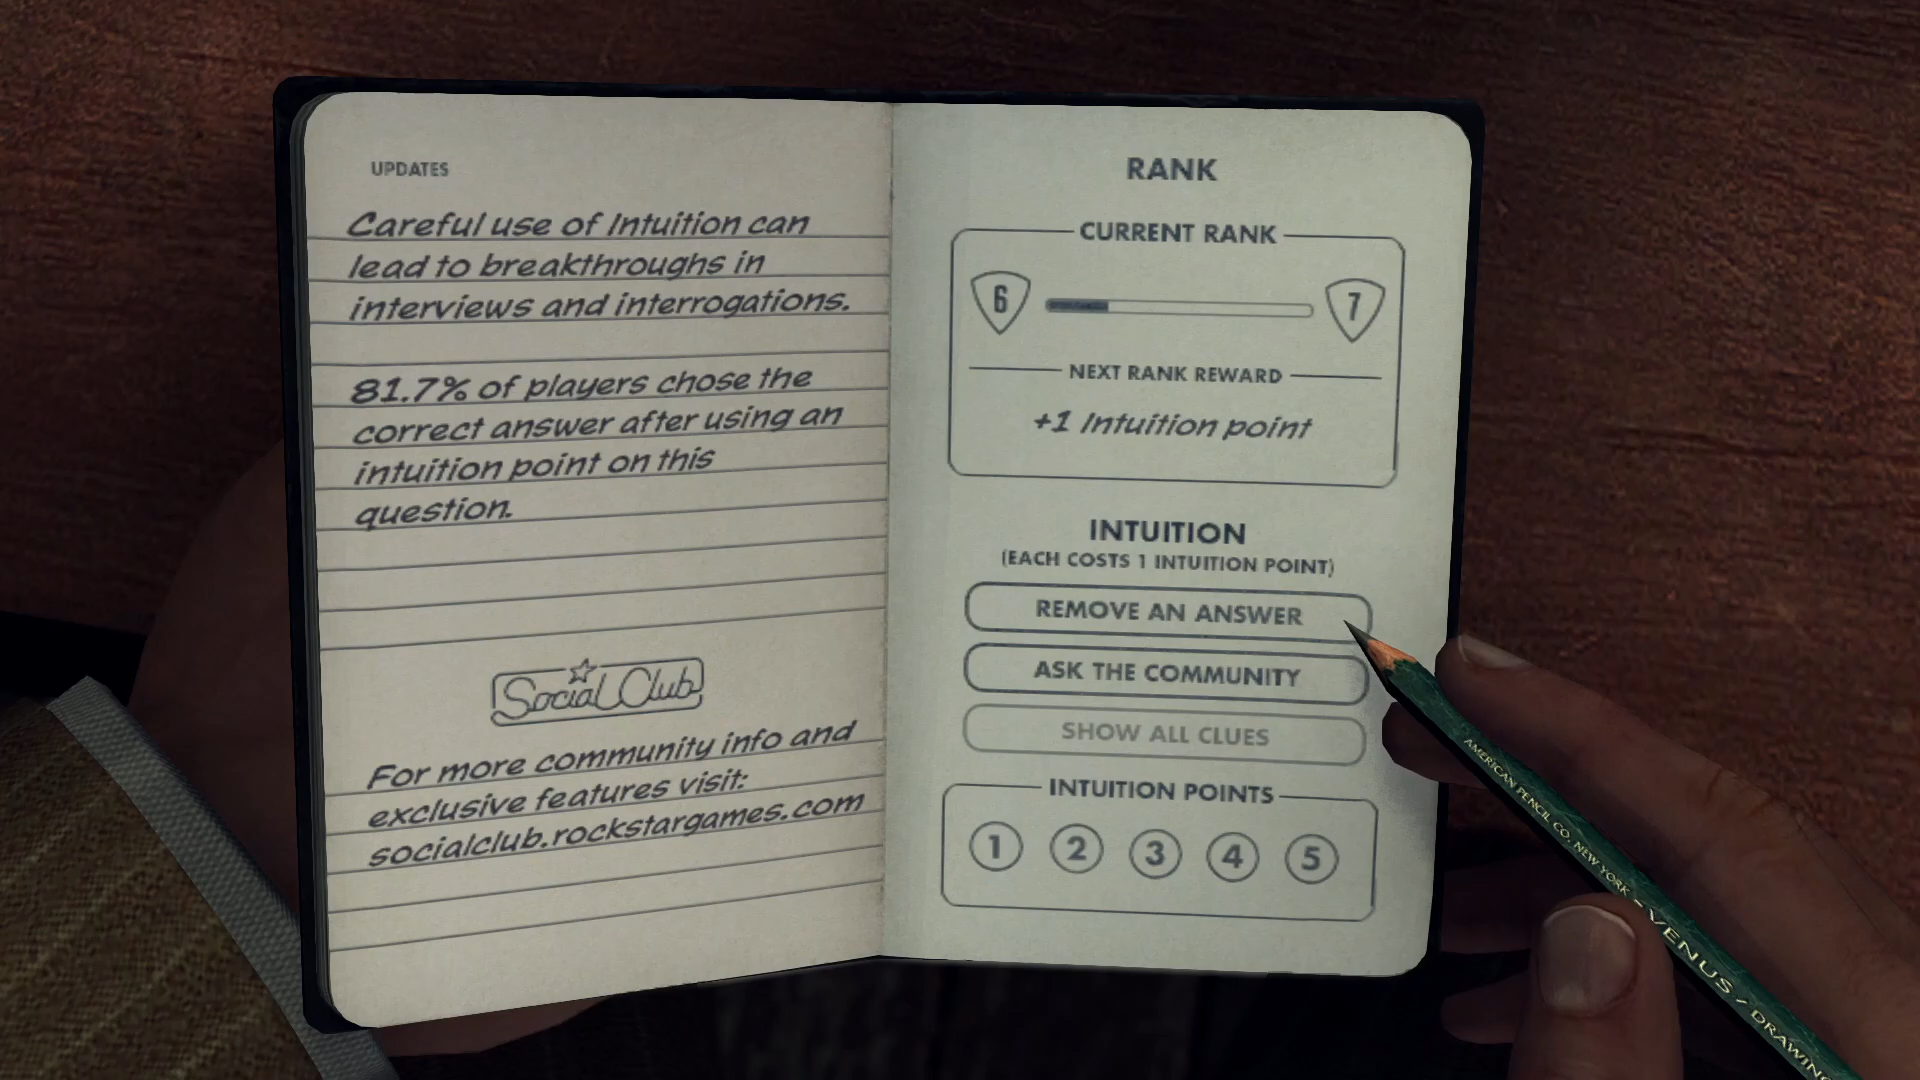 UPDATES
Careful use of Intuition can
lead to breakthroughs in
interviews and interrogations.
81.7% of players chose the
correct answer after using an
intuition point on this
question.
Social Club
For more community info and
exclusive features visit:
socialclub.rockstargames.com
RANK
CURRENT RANK
6
7
NEXT RANK REWARD
+1 Intuition point
INTUITION
(EACH COSTS 1 INTUITION POINT)
REMOVE AN ANSWER
ASK THE COMMUNITY
SHOW ALL CLUES
INTUITION POINTS
1 2 3 4 5
AMERICAN PENCIL CO. NEW YORK - VENUS / DRAWING